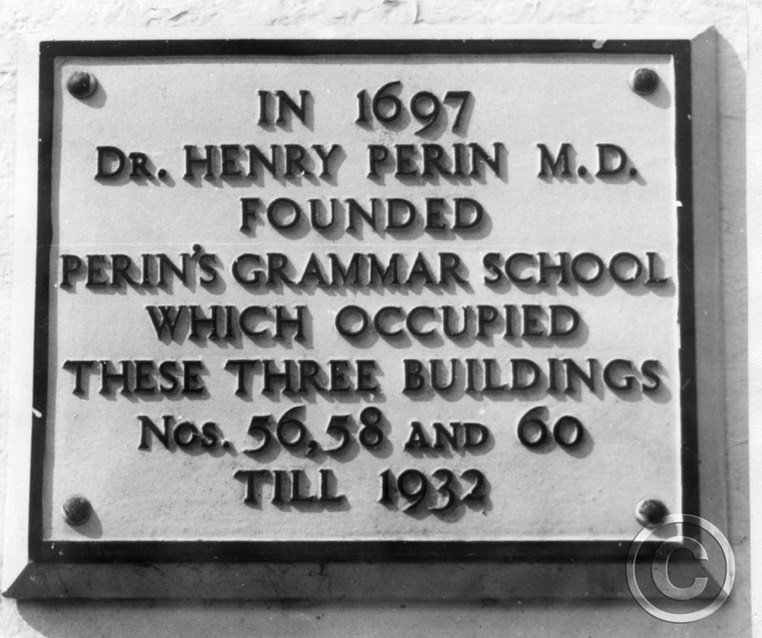 IN 1697
DR. HENRY PERIN M.D.
FOUNDED
PERIN'S GRAMMAR SCHOOL
WHICH OCCUPIED
THESE THREE BUILDINGS
Nos. 56, 58 AND 60
TILL 1932
©